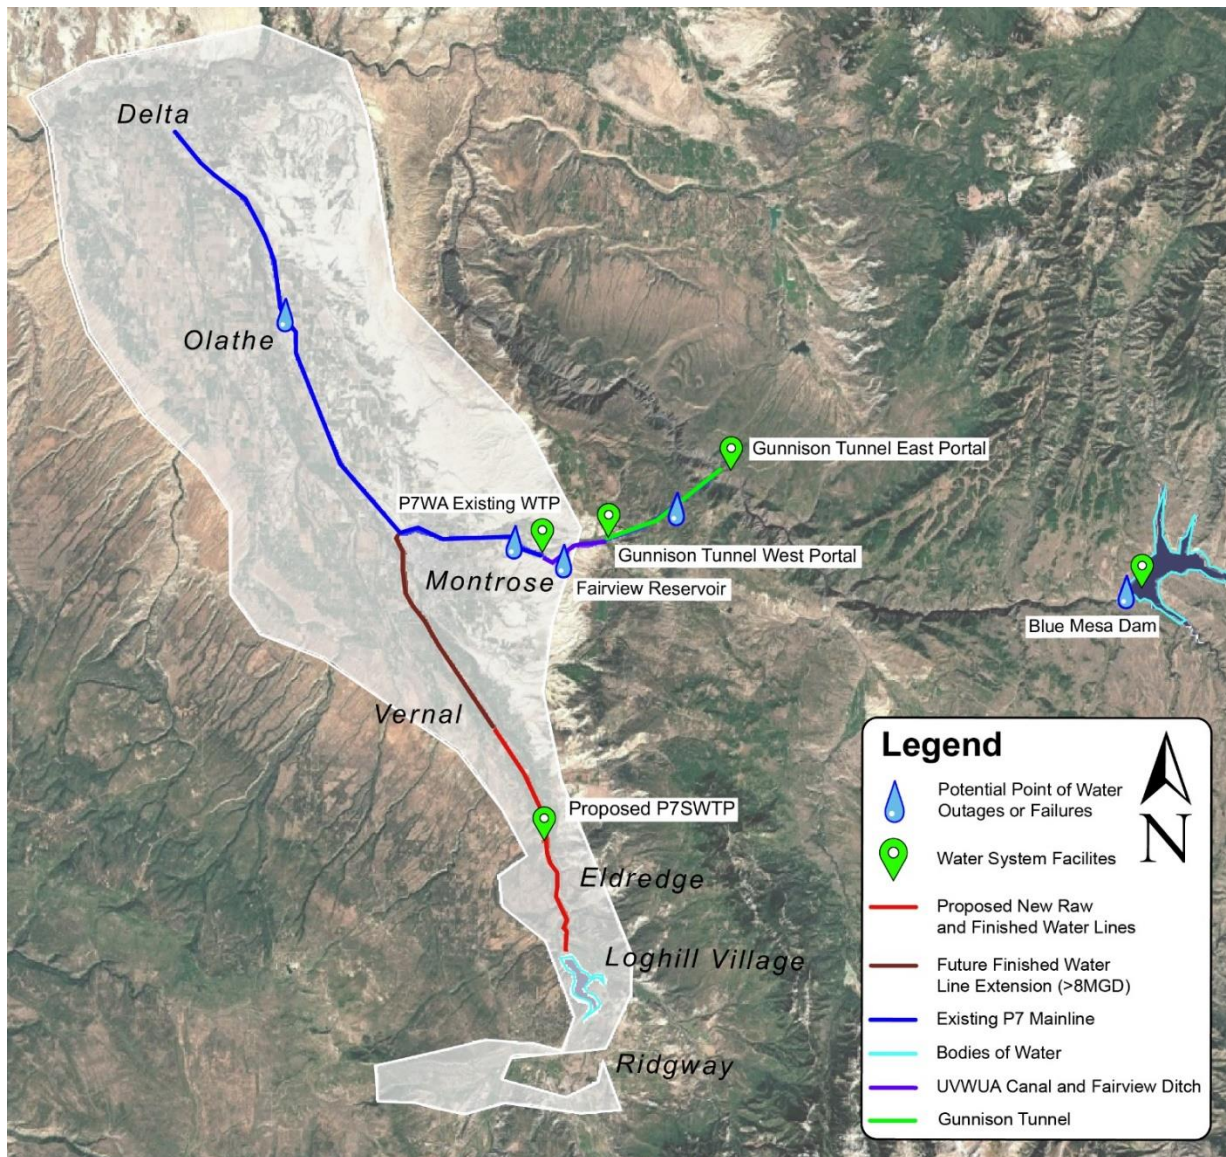 Delta
Olathe
Gunnison Tunnel East Portal
P7WA Existing WTP
Gunnison Tunnel West Portal
Montrose
Fairview Reservoir
Blue Mesa Dam
Vernal
Proposed P7SWTP
Eldredge
Loghill Village
Ridgway
Legend
Potential Point of Water
Outages or Failures
Water System Facilites
Proposed New Raw
and Finished Water Lines
Future Finished Water
Line Extension (>8MGD)
Existing P7 Mainline
Bodies of Water
UVWUA Canal and Fairview Ditch
Gunnison Tunnel
N